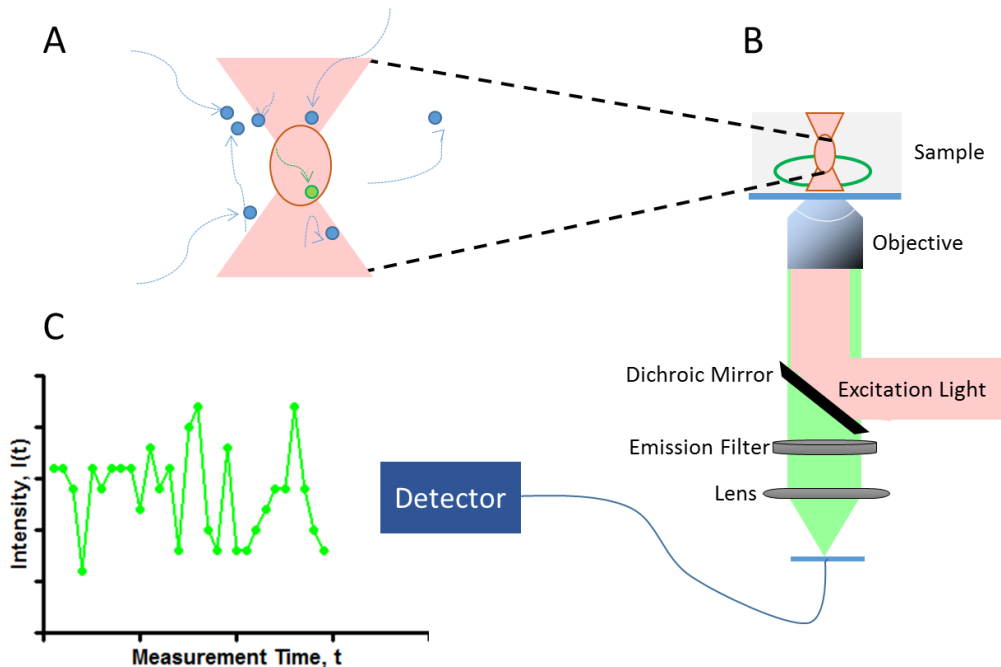 A
B
Sample
Objective
Dichroic Mirror
Excitation Light
Emission Filter
Lens
Detector
C
Intensity, I(t)
Measurement Time, t